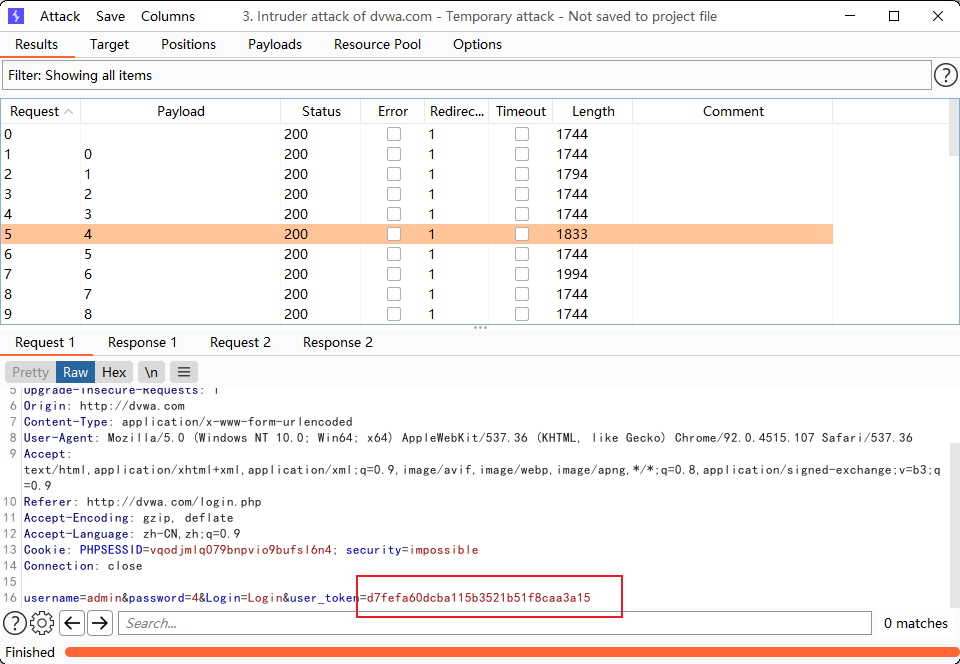 Attack Save Columns 3. Intruder attack of dvwa.com - Temporary attack - Not saved to project file
Results Target Positions Payloads Resource Pool Options
Filter: Showing all items ?
Request Payload Status Error Redirec... Timeout Length Comment
0 200 1 1744
1 0 200 1 1744
2 1 200 1 1794
3 2 200 1 1744
4 3 200 1 1744
5 4 200 1 1833
6 5 200 1 1744
7 6 200 1 1994
8 7 200 1 1744
9 8 200 1 1744
Request 1 Response 1 Request 2 Response 2
Pretty Raw Hex \n
5 Upgrade-Insecure-Requests: 1
6 Origin: http://dvwa.com
7 Content-Type: application/x-www-form-urlencoded
8 User-Agent: Mozilla/5.0 (Windows NT 10.0; Win64; x64) AppleWebKit/537.36 (KHTML, like Gecko) Chrome/92.0.4515.107 Safari/537.36
9 Accept:
text/html,application/xhtml+xml,application/xml;q=0.9,image/avif,image/webp,image/apng,*/*;q=0.8,application/signed-exchange;v=b3;q
=0.9
10 Referer: http://dvwa.com/login.php
11 Accept-Encoding: gzip, deflate
12 Accept-Language: zh-CN,zh;q=0.9
13 Cookie: PHPSESSID=vqodjmlq079bnpvio9bufsl6n4; security=impossible
14 Connection: close
15
16 username=admin&password=4&Login=Login&user_token=d7fefa60dcba115b3521b51f8caa3a15
? Search... 0 matches
Finished